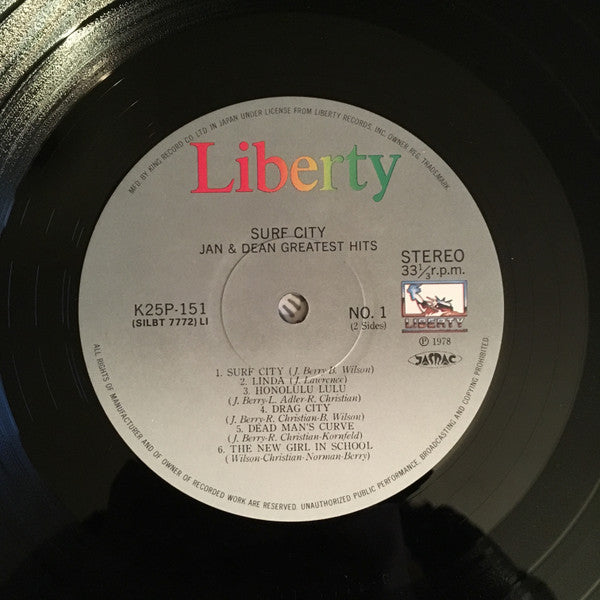 MFD. BY KING RECORD CO., LTD. IN JAPAN UNDER LICENSE FROM LIBERTY RECORDS, INC. OWNER REG. TRADEMARK.
Liberty
SURF CITY
JAN & DEAN GREATEST HITS
STEREO
33⅓r.p.m.
K25P-151
(SILBT 7772) LI
NO. 1
(2 Sides)
LIBERTY
℗ 1978
JASRAC
1. SURF CITY (J. Berry-B. Wilson)
2. LINDA (J. Lawrence)
3. HONOLULU LULU
(J. Berry-L. Adler-R. Christian)
4. DRAG CITY
(J. Berry-R. Christian-B. Wilson)
5. DEAD MAN'S CURVE
(J. Berry-R. Christian-Kornfeld)
6. THE NEW GIRL IN SCHOOL
(Wilson-Christian-Norman-Berry)
ALL RIGHTS OF MANUFACTURER AND OF OWNER OF RECORDED WORK ARE RESERVED. UNAUTHORIZED PUBLIC PERFORMANCE, BROADCASTING AND COPYING PROHIBITED.